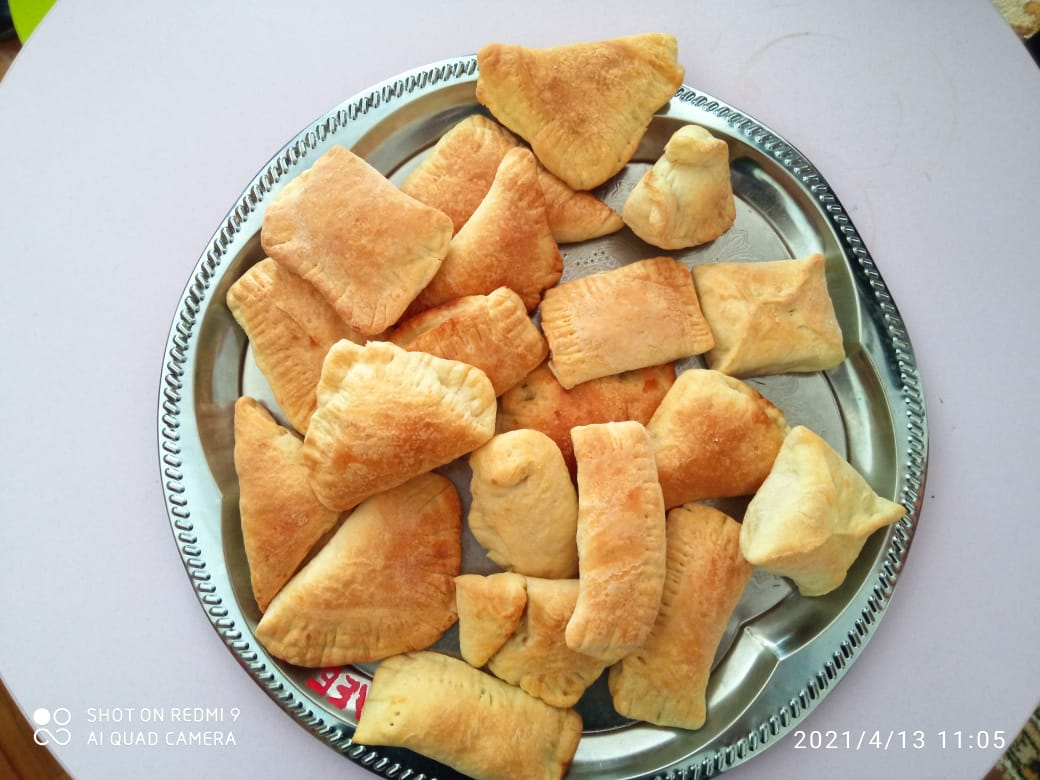 SHOT ON REDMI 9
AI QUAD CAMERA
2021/4/13 11:05